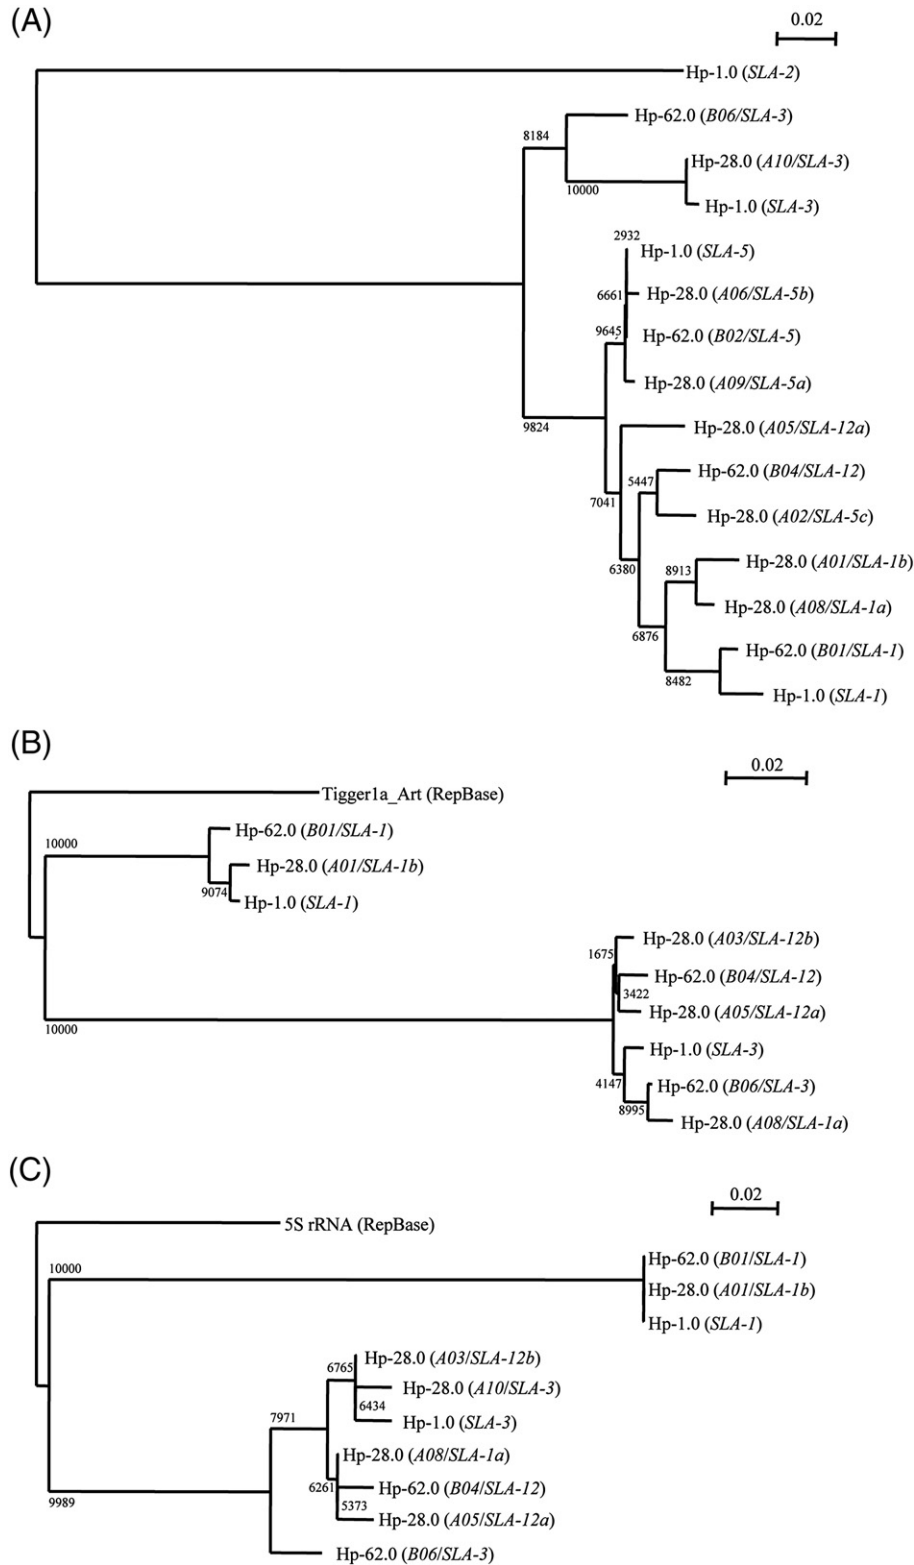 (A)
0.02
Hp-1.0 (SLA-2)
Hp-62.0 (B06/SLA-3)
8184
Hp-28.0 (A10/SLA-3)
10000
Hp-1.0 (SLA-3)
2932
Hp-1.0 (SLA-5)
6661
Hp-28.0 (A06/SLA-5b)
9645
Hp-62.0 (B02/SLA-5)
Hp-28.0 (A09/SLA-5a)
9824
Hp-28.0 (A05/SLA-12a)
Hp-62.0 (B04/SLA-12)
5447
7041
Hp-28.0 (A02/SLA-5c)
Hp-28.0 (A01/SLA-1b)
6380
8913
Hp-28.0 (A08/SLA-1a)
6876
Hp-62.0 (B01/SLA-1)
8482
Hp-1.0 (SLA-1)
(B)
0.02
Tigger1a_Art (RepBase)
Hp-62.0 (B01/SLA-1)
10000
Hp-28.0 (A01/SLA-1b)
9074
Hp-1.0 (SLA-1)
Hp-28.0 (A03/SLA-12b)
1675
Hp-62.0 (B04/SLA-12)
3422
Hp-28.0 (A05/SLA-12a)
10000
Hp-1.0 (SLA-3)
4147
Hp-62.0 (B06/SLA-3)
8995
Hp-28.0 (A08/SLA-1a)
(C)
0.02
5S rRNA (RepBase)
Hp-62.0 (B01/SLA-1)
10000
Hp-28.0 (A01/SLA-1b)
Hp-1.0 (SLA-1)
Hp-28.0 (A03/SLA-12b)
6765
Hp-28.0 (A10/SLA-3)
6434
Hp-1.0 (SLA-3)
7971
Hp-28.0 (A08/SLA-1a)
6261
Hp-62.0 (B04/SLA-12)
5373
Hp-28.0 (A05/SLA-12a)
9989
Hp-62.0 (B06/SLA-3)